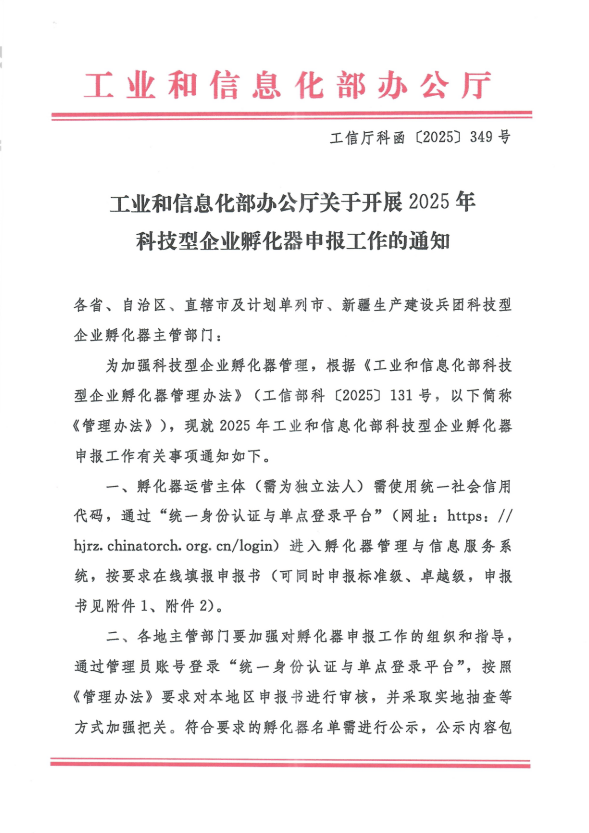 工业和信息化部办公厅
工信厅科函〔2025〕349号
工业和信息化部办公厅关于开展2025年
科技型企业孵化器申报工作的通知
各省、自治区、直辖市及计划单列市、新疆生产建设兵团科技型
企业孵化器主管部门：
为加强科技型企业孵化器管理，根据《工业和信息化部科技
型企业孵化器管理办法》（工信部科〔2025〕131号，以下简称
《管理办法》），现就2025年工业和信息化部科技型企业孵化器
申报工作有关事项通知如下。
一、孵化器运营主体（需为独立法人）需使用统一社会信用
代码，通过“统一身份认证与单点登录平台”（网址：https：//
hjrz.chinatorch.org.cn/login）进入孵化器管理与信息服务系
统，按要求在线填报申报书（可同时申报标准级、卓越级，申报
书见附件1、附件2）。
二、各地主管部门要加强对孵化器申报工作的组织和指导，
通过管理员账号登录“统一身份认证与单点登录平台”，按照
《管理办法》要求对本地区申报书进行审核，并采取实地抽查等
方式加强把关。符合要求的孵化器名单需进行公示，公示内容包